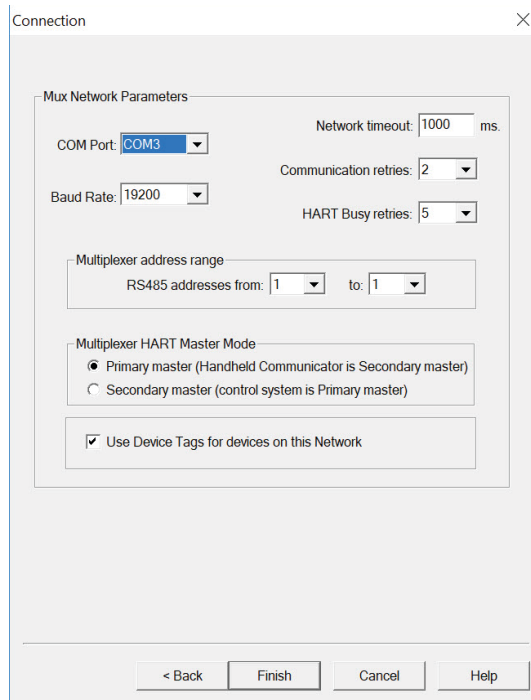 Connection
Mux Network Parameters
Network timeout: 1000 ms.
COM Port: COM3
Communication retries: 2
Baud Rate: 19200
HART Busy retries: 5
Multiplexer address range
RS485 addresses from: 1 to: 1
Multiplexer HART Master Mode
Primary master (Handheld Communicator is Secondary master)
Secondary master (control system is Primary master)
Use Device Tags for devices on this Network
< Back Finish Cancel Help